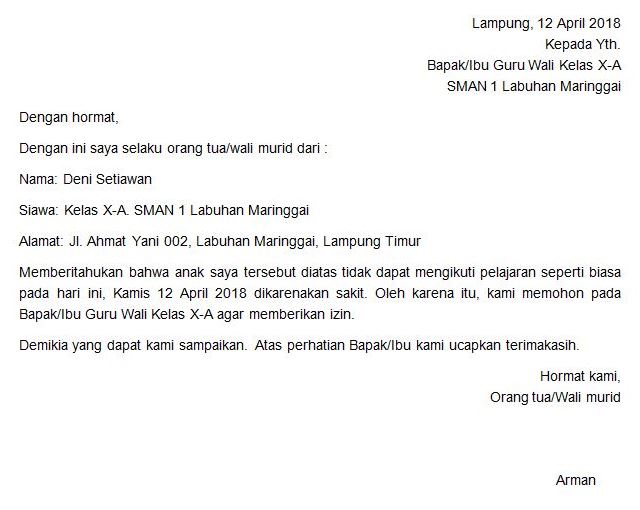 Lampung, 12 April 2018
Kepada Yth.
Bapak/Ibu Guru Wali Kelas X-A
SMAN 1 Labuhan Maringgai
Dengan hormat,
Dengan ini saya selaku orang tua/wali murid dari :
Nama: Deni Setiawan
Siawa: Kelas X-A. SMAN 1 Labuhan Maringgai
Alamat: Jl. Ahmat Yani 002, Labuhan Maringgai, Lampung Timur
Memberitahukan bahwa anak saya tersebut diatas tidak dapat mengikuti pelajaran seperti biasa
pada hari ini, Kamis 12 April 2018 dikarenakan sakit. Oleh karena itu, kami memohon pada
Bapak/Ibu Guru Wali Kelas X-A agar memberikan izin.
Demikia yang dapat kami sampaikan. Atas perhatian Bapak/Ibu kami ucapkan terimakasih.
Hormat kami,
Orang tua/Wali murid
Arman